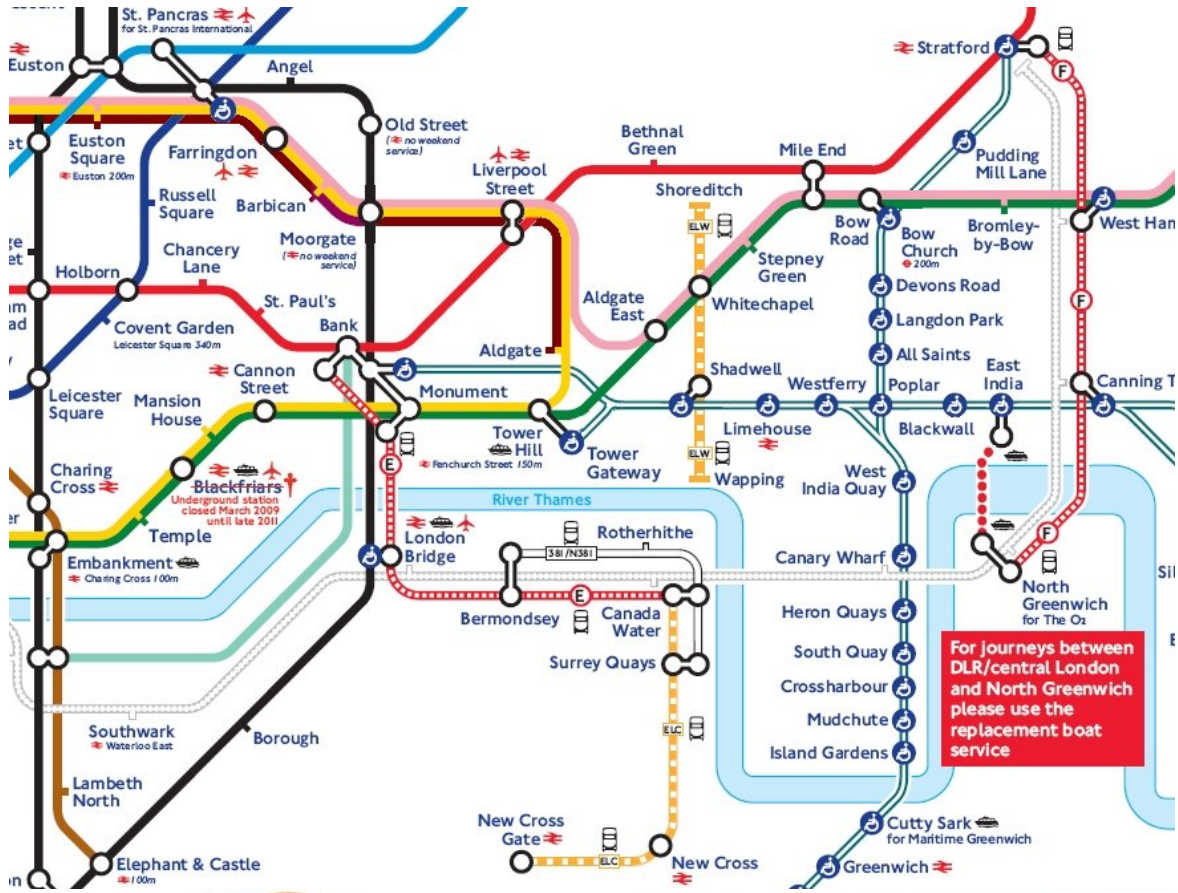 St. Pancras
for St. Pancras International
Euston
Angel
Stratford
F
Euston
Square
Euston 200m
Farringdon
Old Street
( no weekend
service)
Barbican
Moorgate
( no weekend
service)
Liverpool
Street
Bethnal
Green
Mile End
Pudding
Mill Lane
Russell
Square
Chancery
Lane
Holborn
St. Paul's
Covent Garden
Leicester Square 340m
Shoreditch
ELW
Bow
Road
Bow
Church
200m
Bromley-
by-Bow
West Ham
Stepney
Green
Whitechapel
Aldgate
East
Devons Road
Langdon Park
All Saints
F
Bank
Aldgate
Cannon
Street
Monument
Leicester
Square
Mansion
House
Shadwell
Westferry
Poplar
East
India
Canning T
Limehouse
Blackwall
Tower
Hill
Fenchurch Street 150m
Tower
Gateway
ELW
Wapping
E
Charing
Cross
Blackfriars
Underground station
closed March 2009
until late 2011
Temple
River Thames
West
India Quay
London
Bridge
Rotherhithe
381/N381
Embankment
Charing Cross 100m
Canary Wharf
F
Bermondsey
E
Canada
Water
Heron Quays
North
Greenwich
for The O2
Surrey Quays
South Quay
Crossharbour
Mudchute
Island Gardens
For journeys between
DLR/central London
and North Greenwich
please use the
replacement boat
service
Southwark
Waterloo East
Borough
ELC
Lambeth
North
New Cross
Gate
ELC
New Cross
Cutty Sark
for Maritime Greenwich
Greenwich
Elephant & Castle
100m